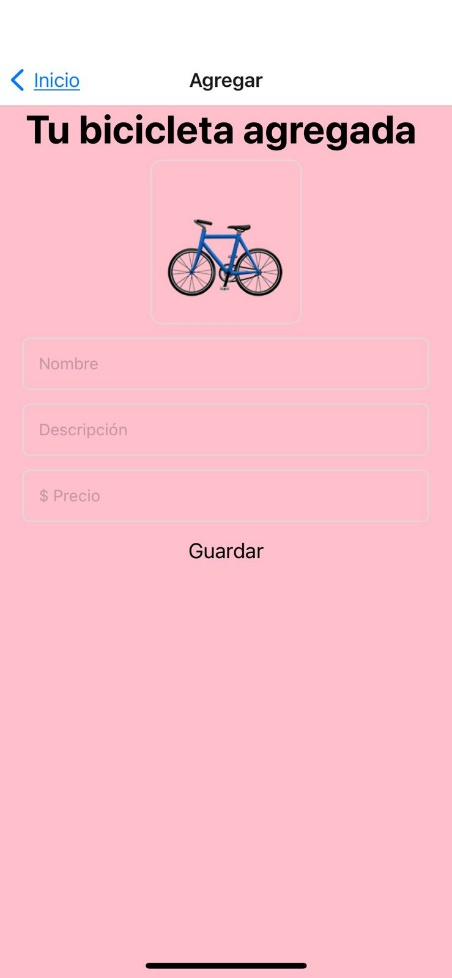 Inicio
Agregar
Tu bicicleta agregada
Nombre
Descripción
$ Precio
Guardar